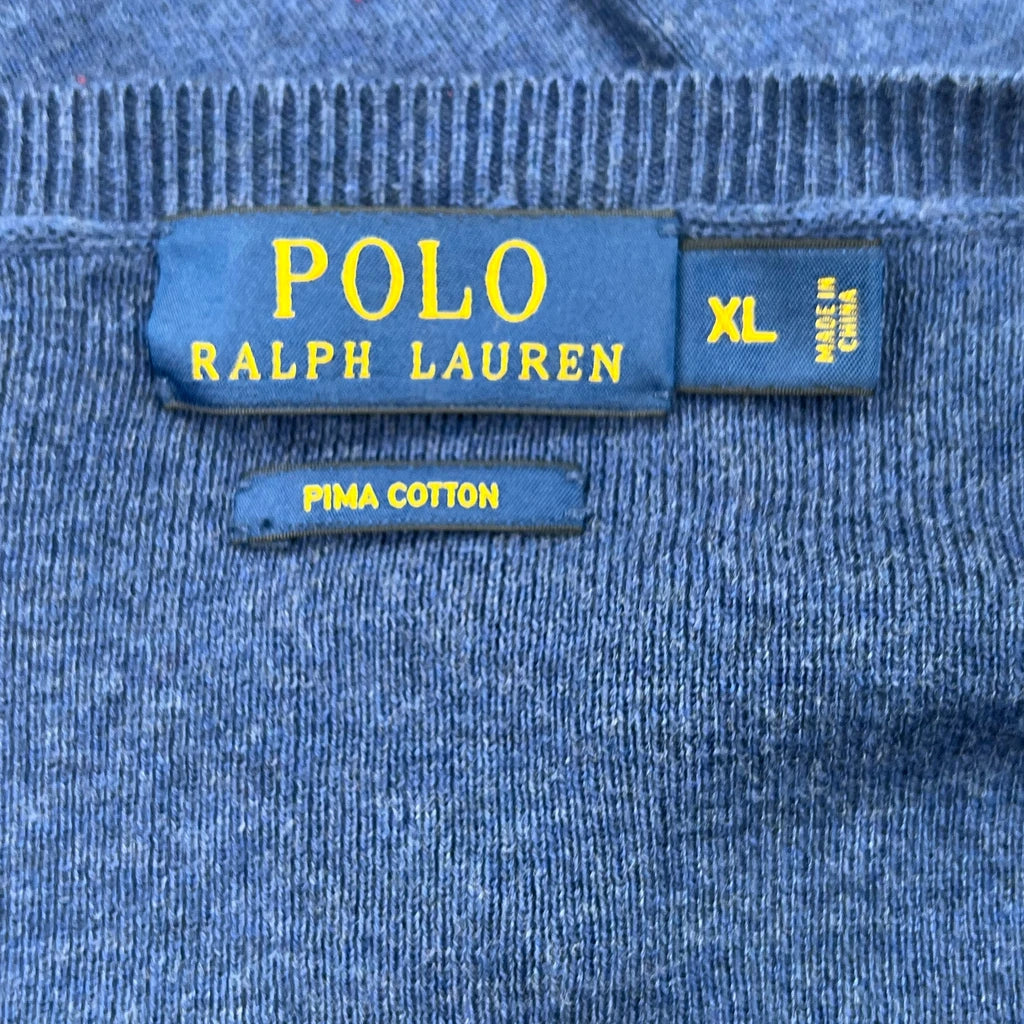 POLO
RALPH LAUREN
XL
MADE IN
CHINA
PIMA COTTON